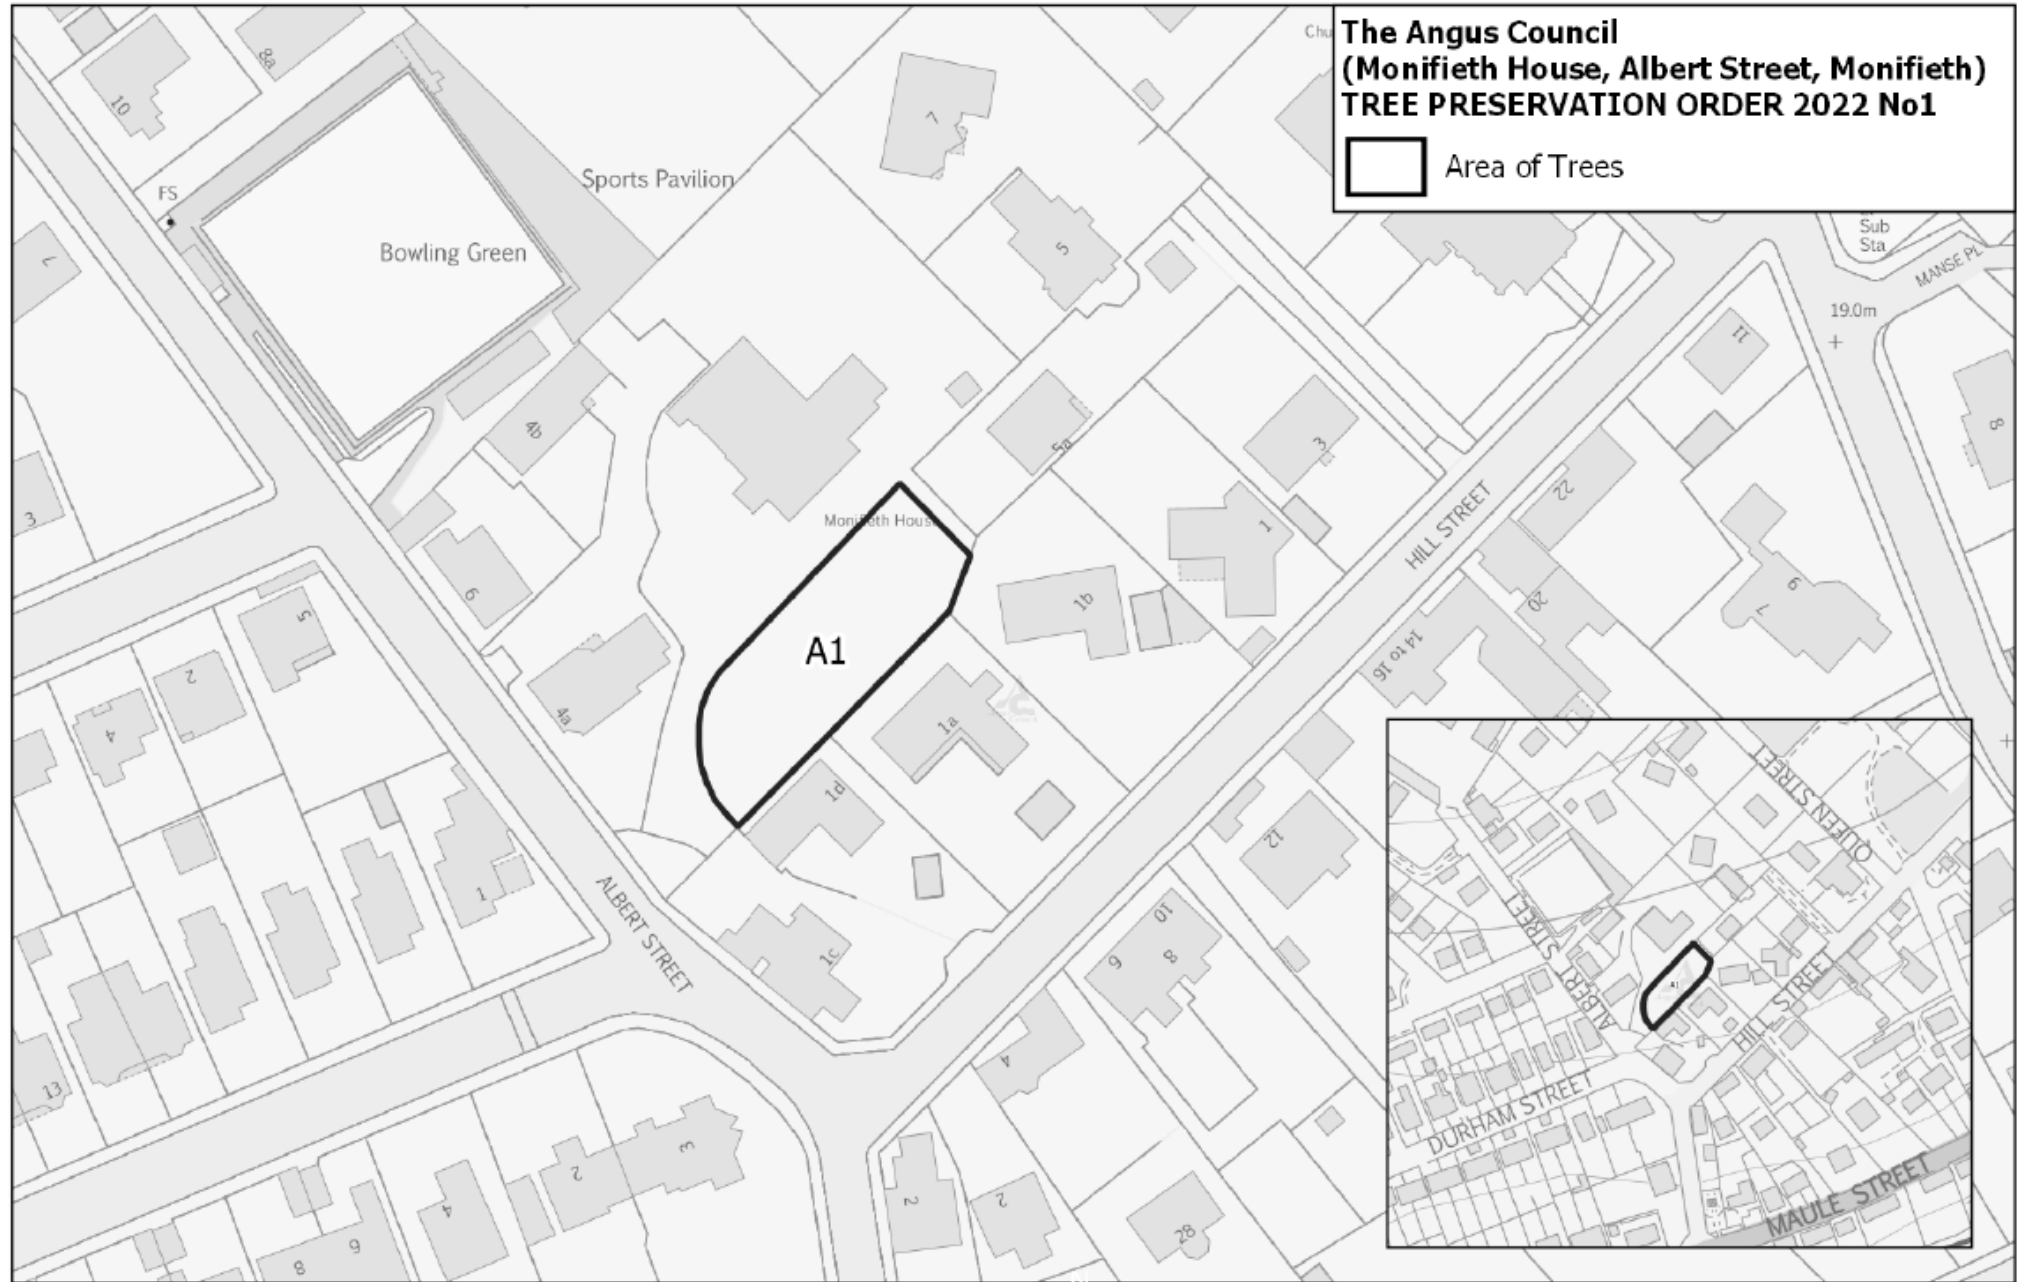 The Angus Council
(Monifieth House, Albert Street, Monifieth)
TREE PRESERVATION ORDER 2022 No1
Area of Trees
8a
10
7
Sports Pavilion
FS
Bowling Green
7
5
Sub
Sta
MANSE PL
19.0m
11
8
4b
5a
3
3
Monifieth House
HILL STREET
22
1
6
1b
20
9
7
5
A1
14 to 16
2
4a
4
1a
1d
12
1
ALBERT STREET
1c
10
8
6
4
13
3
2
2
2
2a
4
6
8
QUEEN STREET
ALBERT STREET
A1
HILL STREET
DURHAM STREET
MAULE STREET